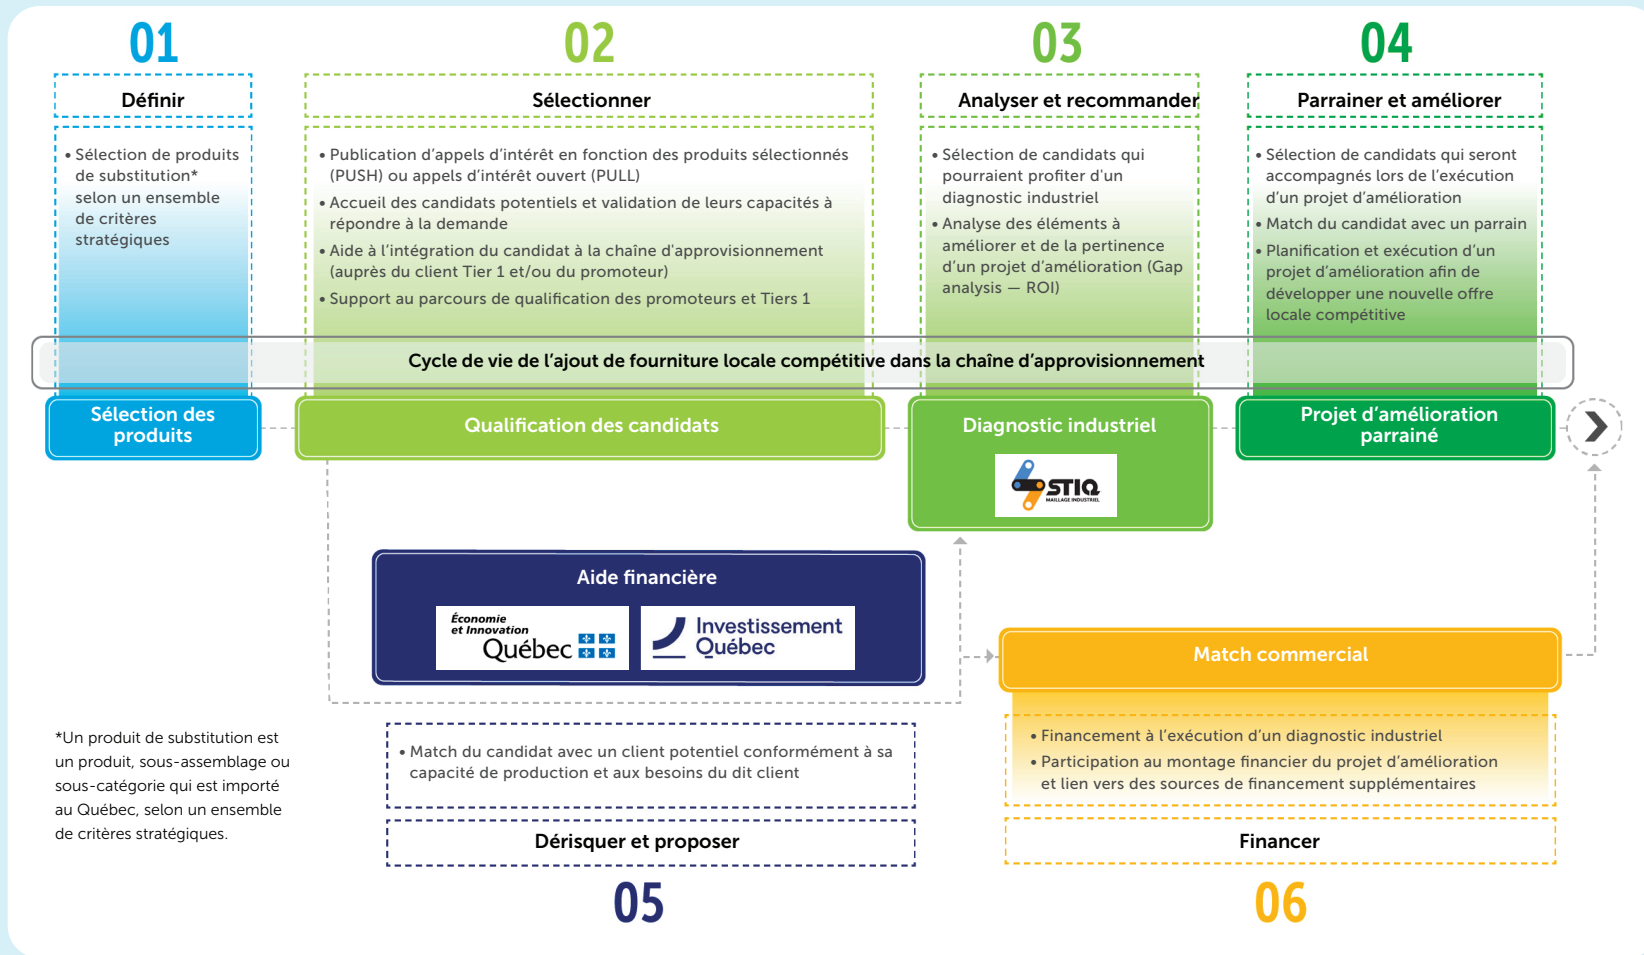 01
Définir
• Sélection de produits
de substitution*
selon un ensemble
de critères
stratégiques
02
Sélectionner
• Publication d’appels d’intérêt en fonction des produits sélectionnés
(PUSH) ou appels d’intérêt ouvert (PULL)
• Accueil des candidats potentiels et validation de leurs capacités à
répondre à la demande
• Aide à l’intégration du candidat à la chaîne d'approvisionnement
(auprès du client Tier 1 et/ou du promoteur)
• Support au parcours de qualification des promoteurs et Tiers 1
03
Analyser et recommander
• Sélection de candidats qui
pourraient profiter d'un
diagnostic industriel
• Analyse des éléments à
améliorer et de la pertinence
d’un projet d’amélioration (Gap
analysis — ROI)
04
Parrainer et améliorer
• Sélection de candidats qui seront
accompagnés lors de l’exécution
d’un projet d’amélioration
• Match du candidat avec un parrain
• Planification et exécution d’un
projet d’amélioration afin de
développer une nouvelle offre
locale compétitive
Cycle de vie de l’ajout de fourniture locale compétitive dans la chaîne d’approvisionnement
Sélection des
produits
Qualification des candidats
Diagnostic industriel
STIQ
MAILLAGE INDUSTRIEL
Projet d’amélioration
parrainé
Aide financière
Économie
et Innovation
Québec
Investissement
Québec
Match commercial
*Un produit de substitution est
un produit, sous-assemblage ou
sous-catégorie qui est importé
au Québec, selon un ensemble
de critères stratégiques.
• Match du candidat avec un client potentiel conformément à sa
capacité de production et aux besoins du dit client
Dérisquer et proposer
05
• Financement à l’exécution d’un diagnostic industriel
• Participation au montage financier du projet d’amélioration
et lien vers des sources de financement supplémentaires
Financer
06